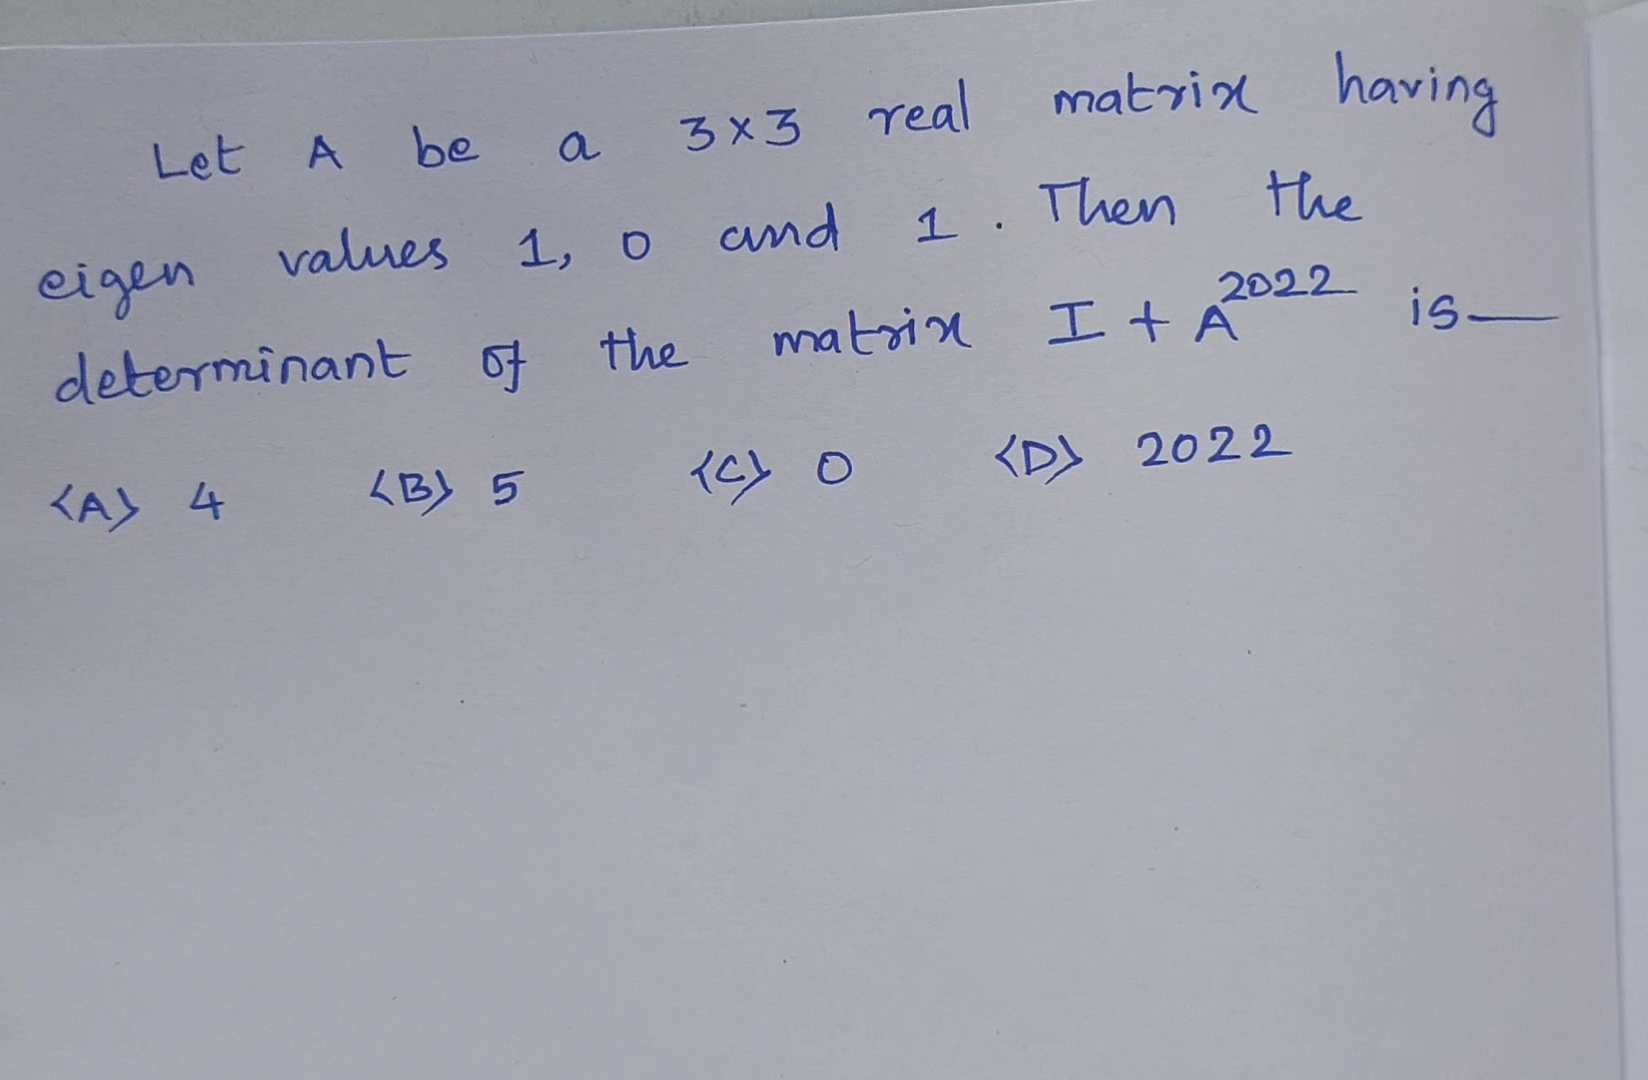 Let A be a 3×3 real matrix having
eigen values 1, 0 and 1. Then the
determinant of the matrix I + A²⁰²² is —
(A) 4 (B) 5 (C) 0 (D) 2022